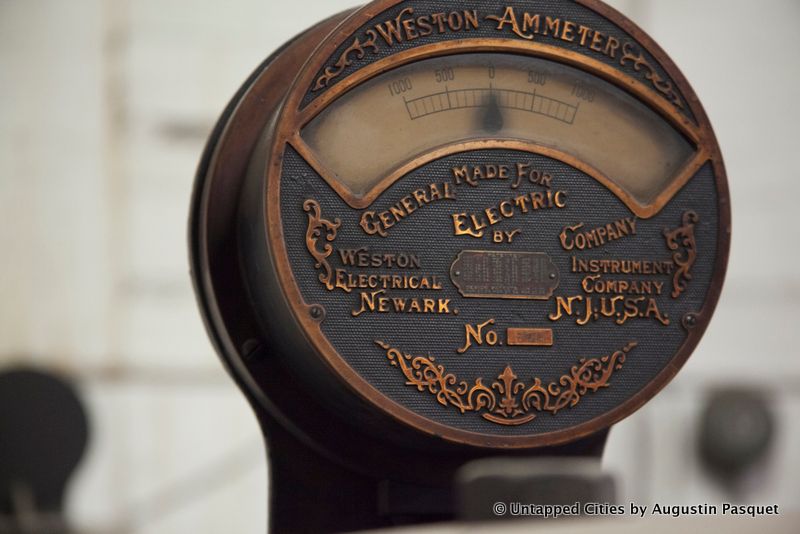 WESTON AMMETER
1000 500 0 500 1000
MADE FOR
GENERAL ELECTRIC COMPANY
BY
WESTON INSTRUMENT
ELECTRICAL COMPANY
NEWARK. N.J.U.S.A.
No.
© Untapped Cities by Augustin Pasquet